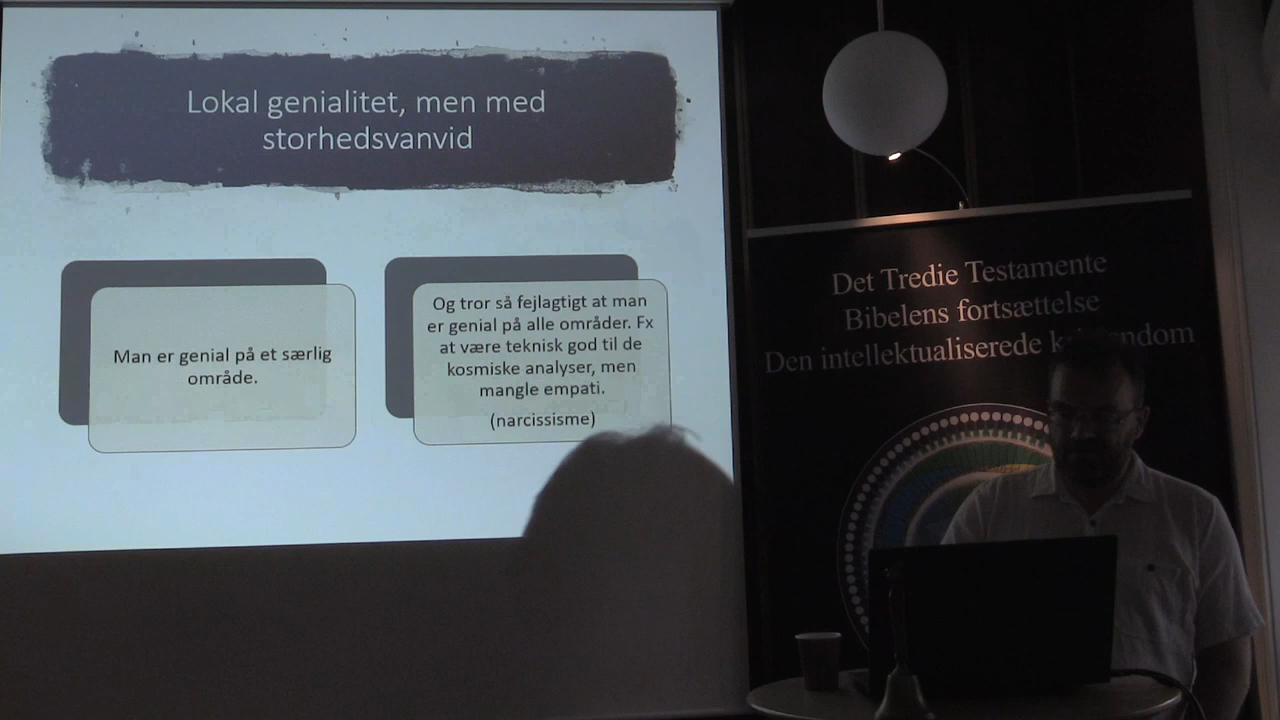 Lokal genialitet, men med
storhedsvanvid
Man er genial på et særlig
område.
Og tror så fejlagtigt at man
er genial på alle områder. Fx
at være teknisk god til de
kosmiske analyser, men
mangle empati.
(narcissisme)
Det Tredie Testamente
Bibelens fortsættelse
Den intellektualiserede